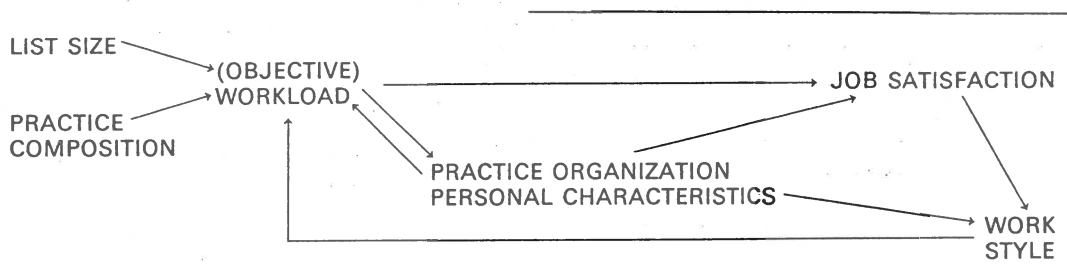 LIST SIZE
(OBJECTIVE)
WORKLOAD
JOB SATISFACTION
PRACTICE
COMPOSITION
PRACTICE ORGANIZATION
PERSONAL CHARACTERISTICS
WORK
STYLE